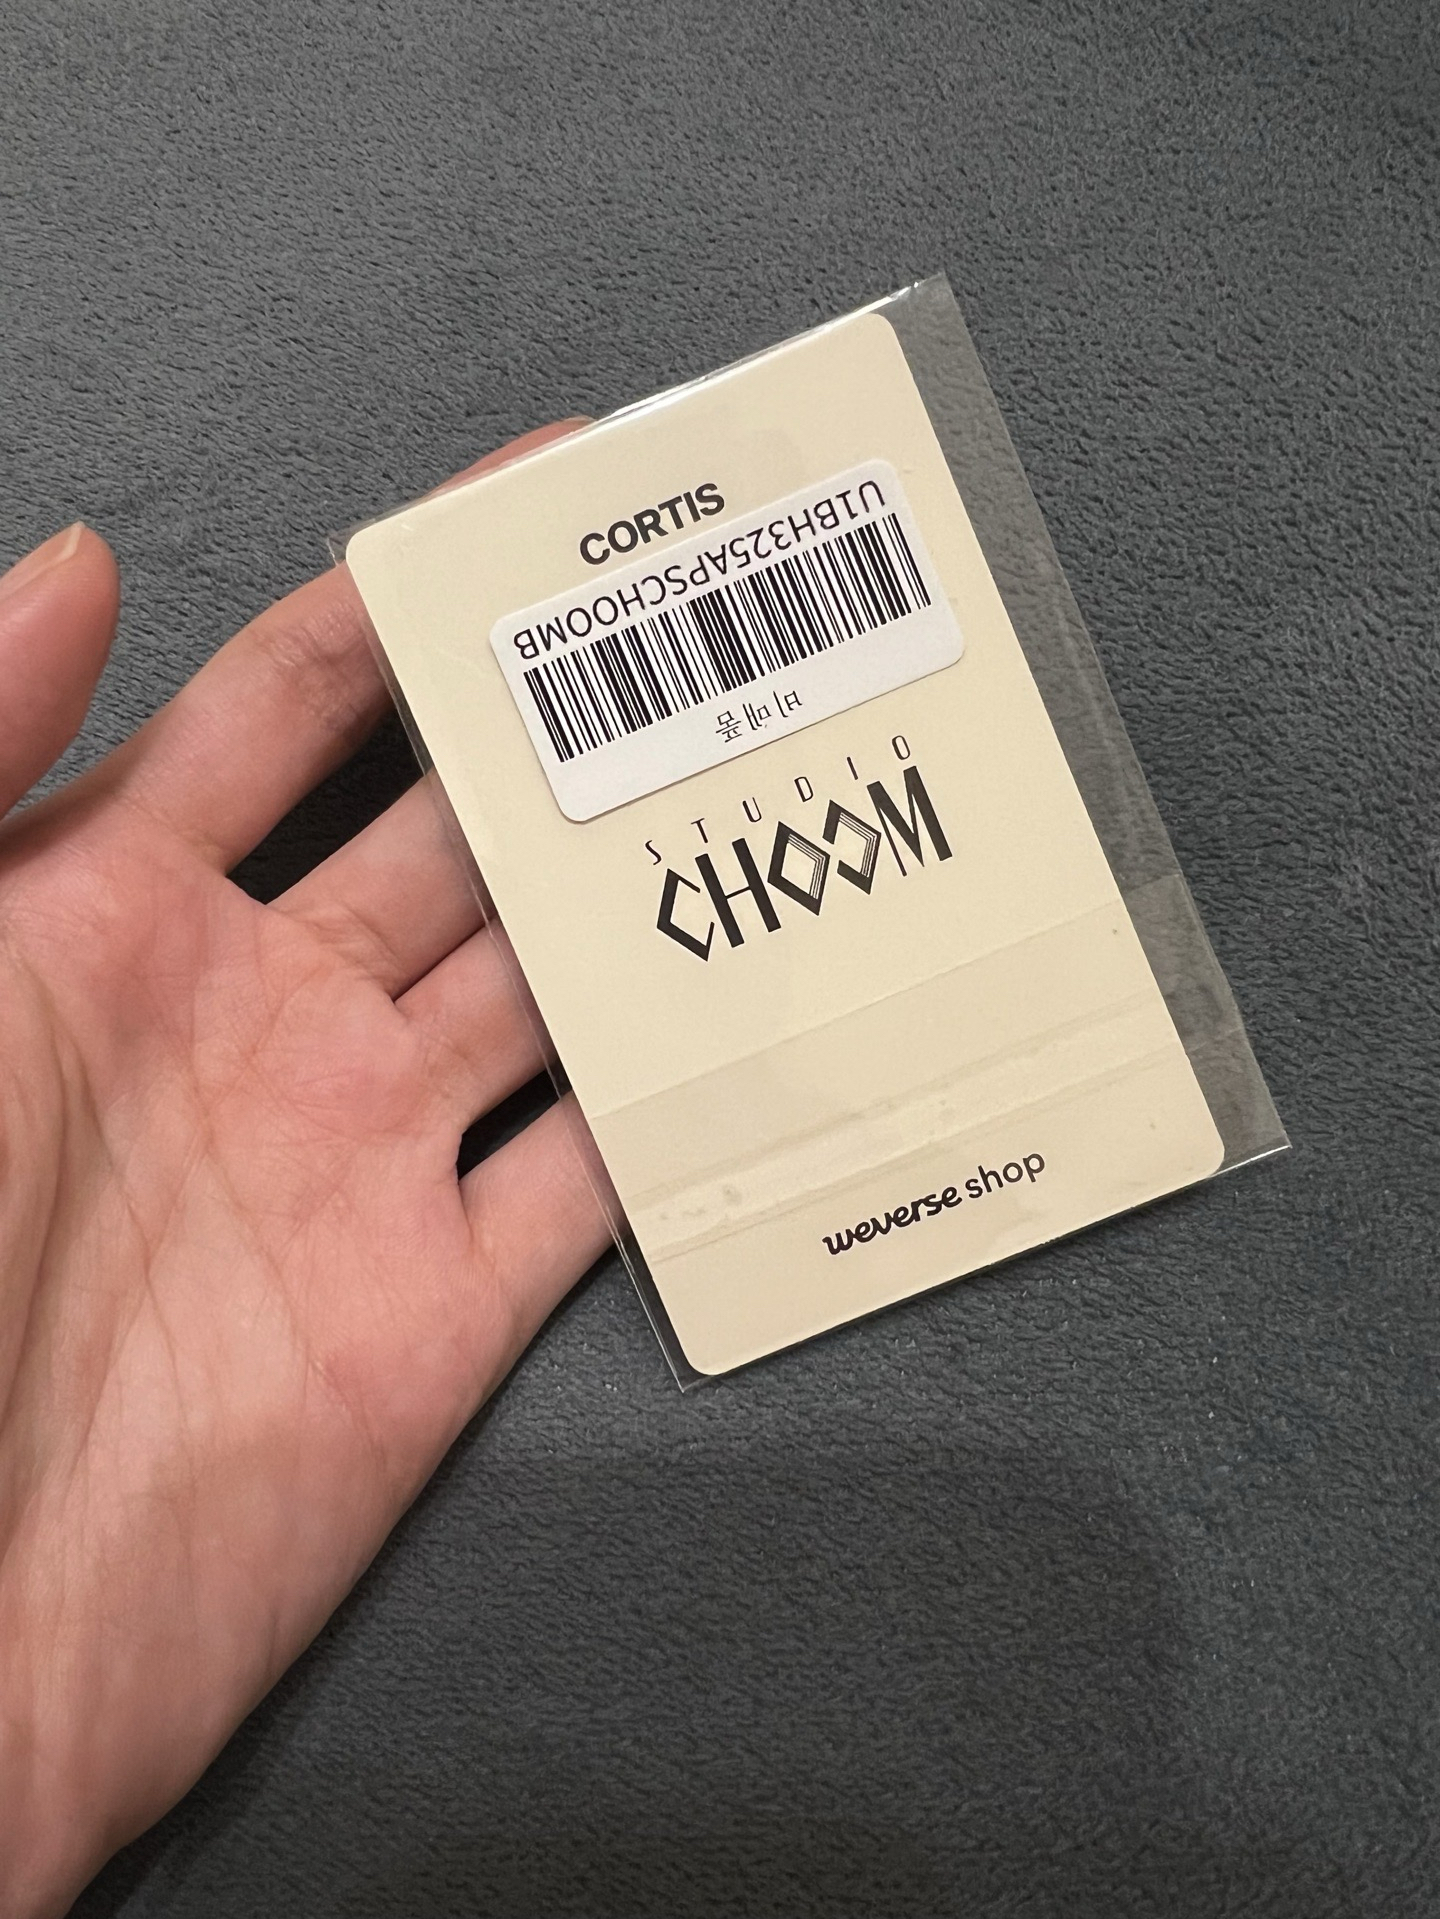 CORTIS
U1BH325APSCHOOMB
비매품
STUDIO
CHOOM
weverse shop